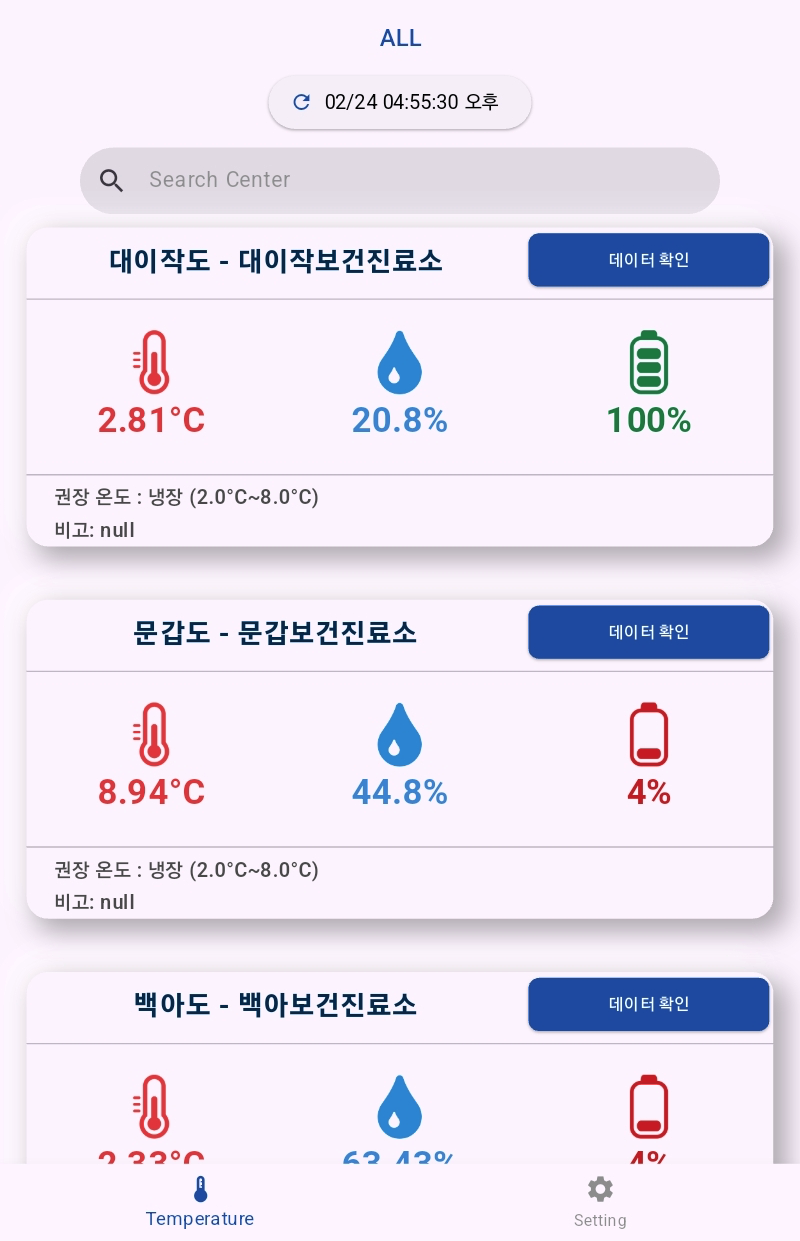 ALL
02/24 04:55:30 오후
Search Center
대이작도 - 대이작보건진료소
데이터 확인
2.81°C 20.8% 100%
권장 온도 : 냉장 (2.0°C~8.0°C)
비고: null
문갑도 - 문갑보건진료소
데이터 확인
8.94°C 44.8% 4%
권장 온도 : 냉장 (2.0°C~8.0°C)
비고: null
백아도 - 백아보건진료소
데이터 확인
2.33°C 63.43% 4%
Temperature Setting